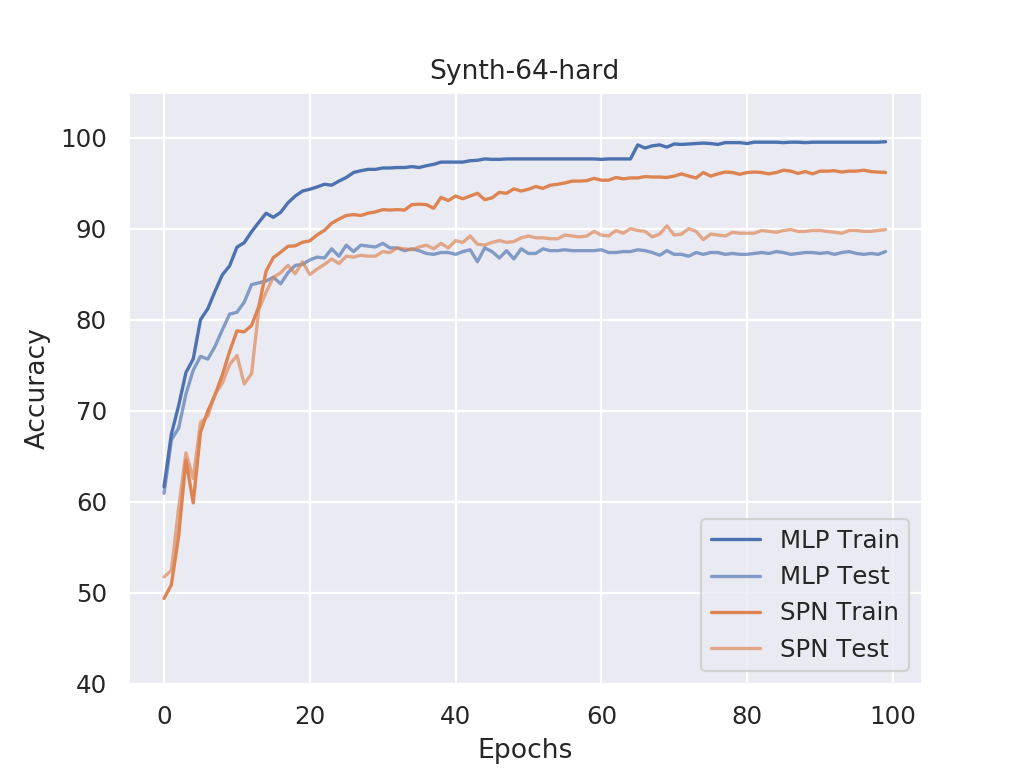 Synth-64-hard
Accuracy
100
90
80
70
60
50
40
0 20 40 60 80 100
Epochs
MLP Train
MLP Test
SPN Train
SPN Test